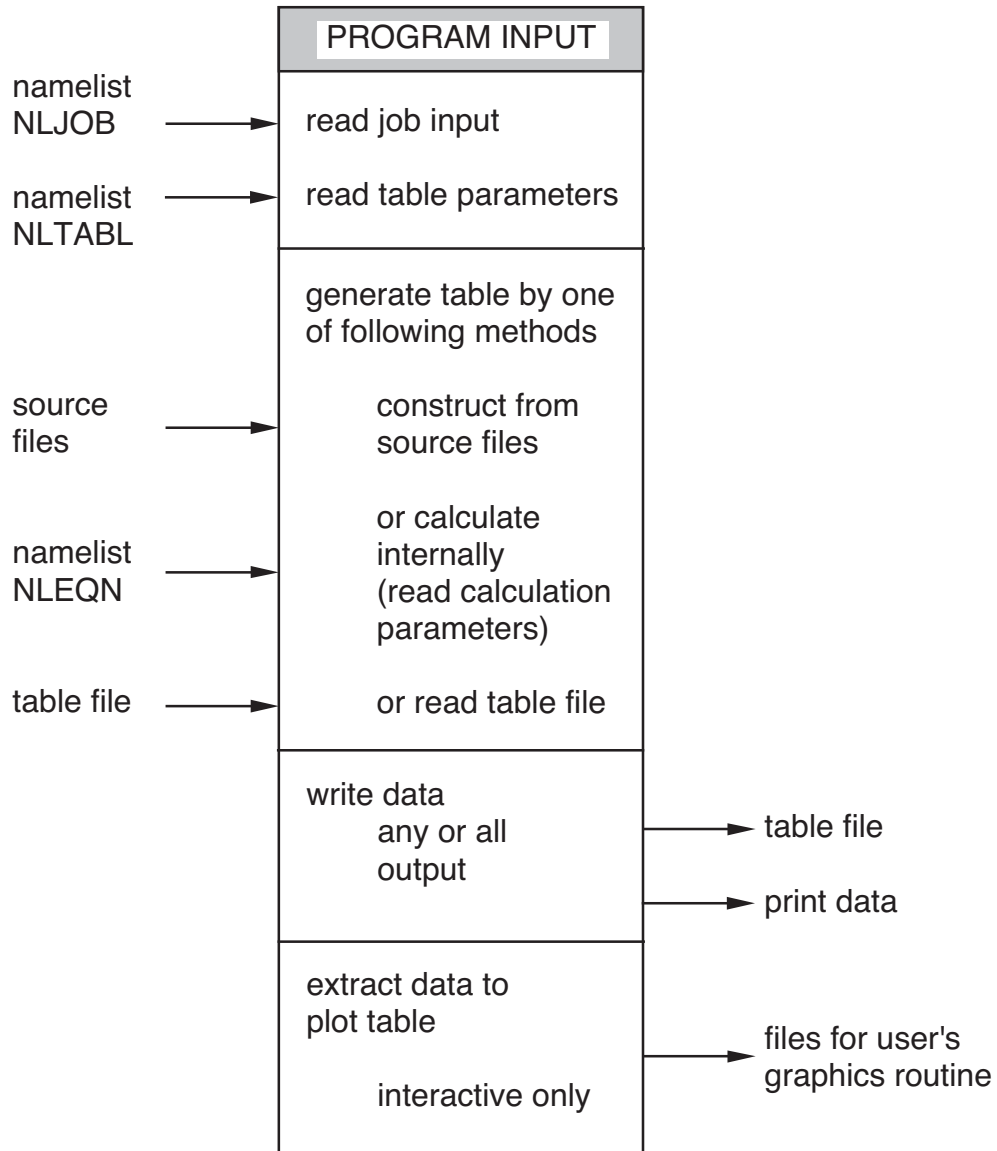 PROGRAM INPUT
namelist
NLJOB
read job input
namelist
NLTABL
read table parameters
generate table by one
of following methods
source
files
construct from
source files
namelist
NLEQN
or calculate
internally
(read calculation
parameters)
table file
or read table file
write data
any or all
output
table file
print data
extract data to
plot table
interactive only
files for user's
graphics routine